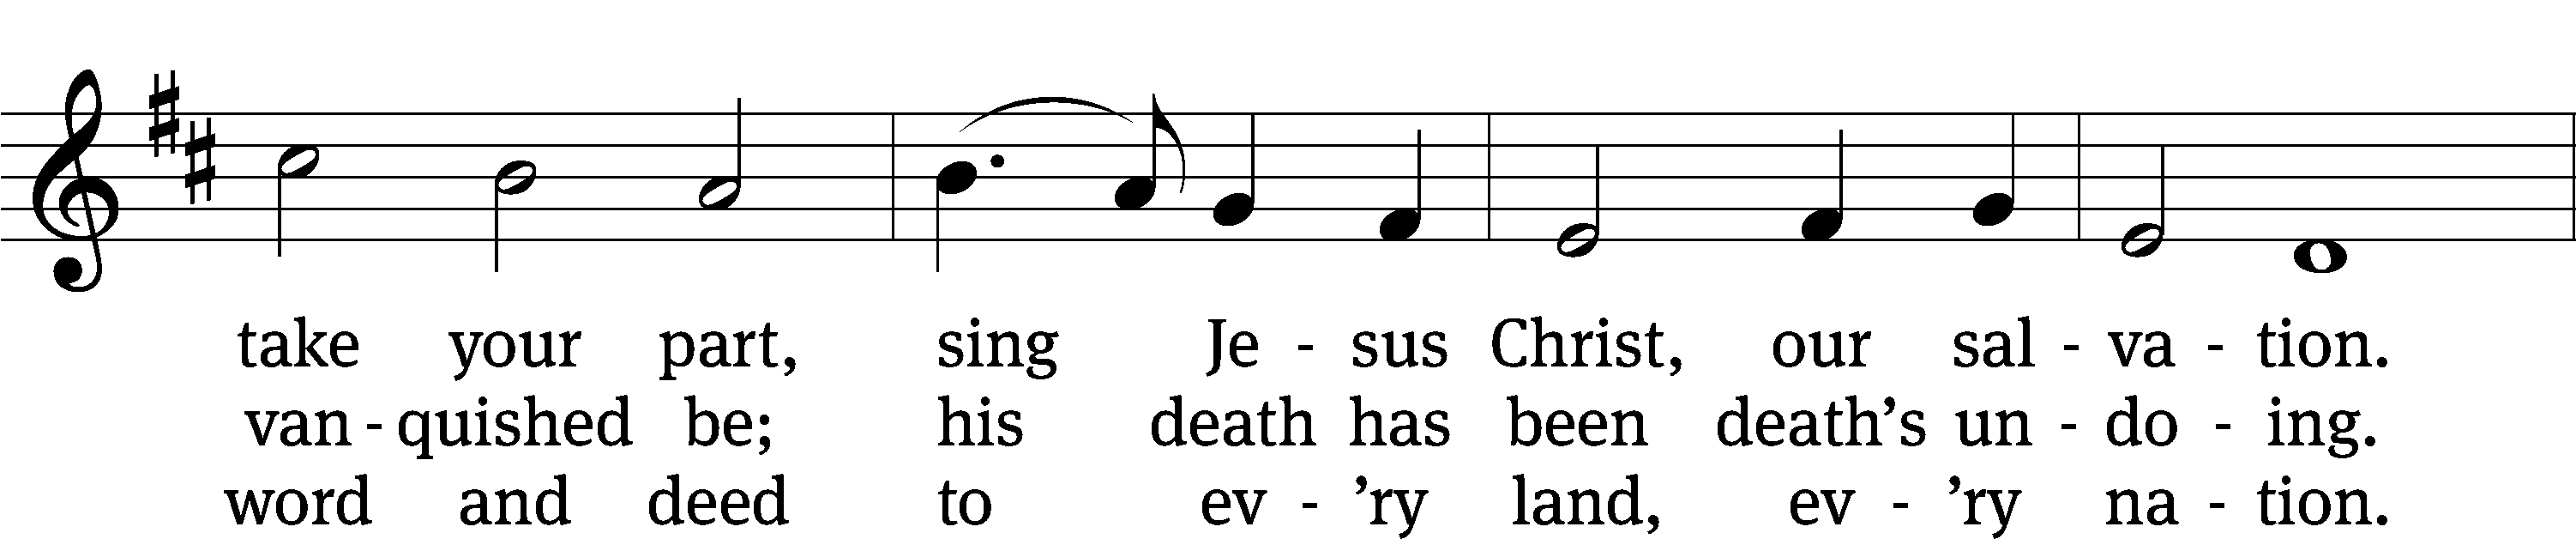 take your part, sing Je - sus Christ, our sal - va - tion.
van - quished be; his death has been death’s un - do - ing.
word and deed to ev - ’ry land, ev - ’ry na - tion.